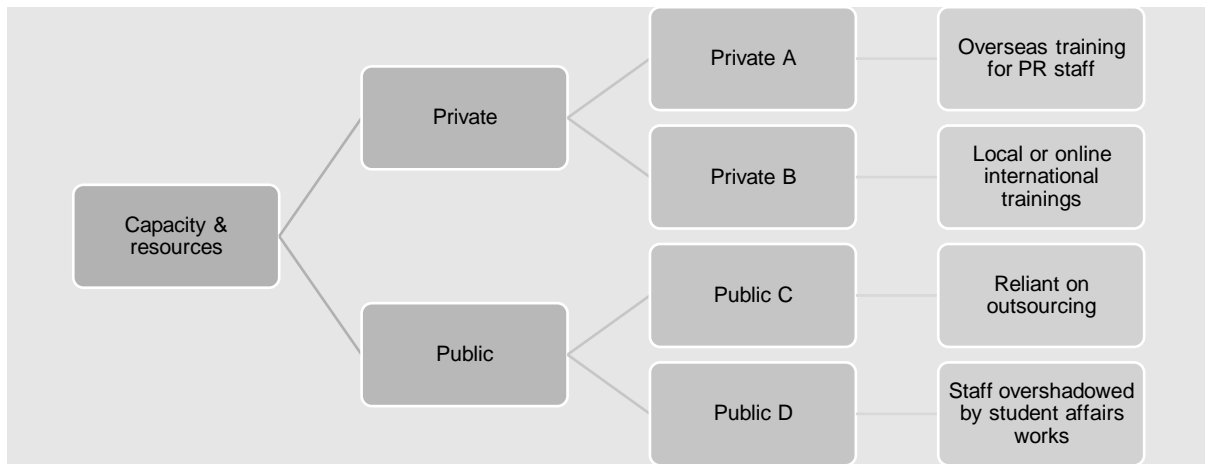 Capacity &
resources
Private
Public
Private A
Private B
Public C
Public D
Overseas training
for PR staff
Local or online
international
trainings
Reliant on
outsourcing
Staff overshadowed
by student affairs
works